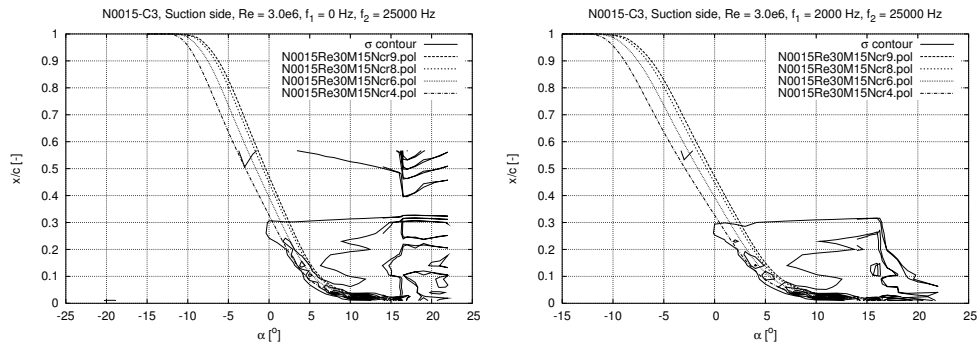 N0015-C3, Suction side, Re = 3.0e6, f₁ = 0 Hz, f₂ = 25000 Hz
σ contour
N0015Re30M15Ncr9.pol
N0015Re30M15Ncr8.pol
N0015Re30M15Ncr6.pol
N0015Re30M15Ncr4.pol
1
0.9
0.8
0.7
0.6
0.5
0.4
0.3
0.2
0.1
0
x/c [-]
-25 -20 -15 -10 -5 0 5 10 15 20 25
α [°]
N0015-C3, Suction side, Re = 3.0e6, f₁ = 2000 Hz, f₂ = 25000 Hz
σ contour
N0015Re30M15Ncr9.pol
N0015Re30M15Ncr8.pol
N0015Re30M15Ncr6.pol
N0015Re30M15Ncr4.pol
1
0.9
0.8
0.7
0.6
0.5
0.4
0.3
0.2
0.1
0
x/c [-]
-15 -10 -5 0 5 10 15 20 25
α [°]